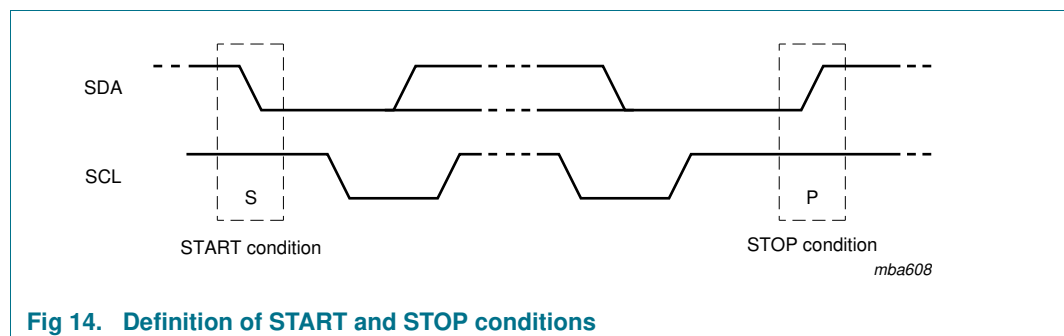 SDA
SCL
S
P
START condition
STOP condition
mba608
Fig 14. Definition of START and STOP conditions